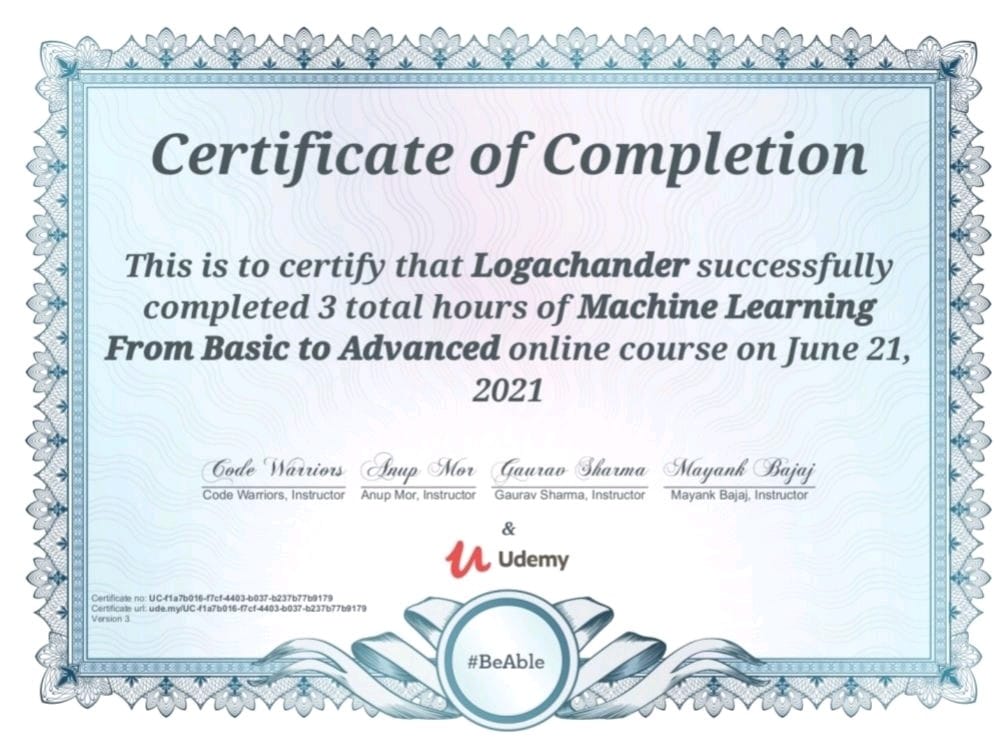 Certificate of Completion
This is to certify that Logachander successfully
completed 3 total hours of Machine Learning
From Basic to Advanced online course on June 21,
2021
Code Warriors Anup Mor Gaurav Sharma Mayank Bajaj
Code Warriors, Instructor Anup Mor, Instructor Gaurav Sharma, Instructor Mayank Bajaj, Instructor
&
Udemy
Certificate no: UC-f1a7b016-f7cf-4403-b037-b237b77b9179
Certificate url: ude.my/UC-f1a7b016-f7cf-4403-b037-b237b77b9179
Version 3
#BeAble